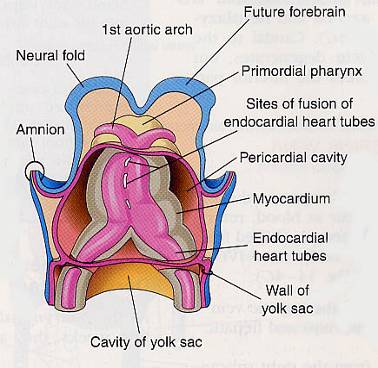 Future forebrain
1st aortic arch
Neural fold
Primordial pharynx
Sites of fusion of
endocardial heart tubes
Amnion
Pericardial cavity
Myocardium
Endocardial
heart tubes
Wall of
yolk sac
Cavity of yolk sac